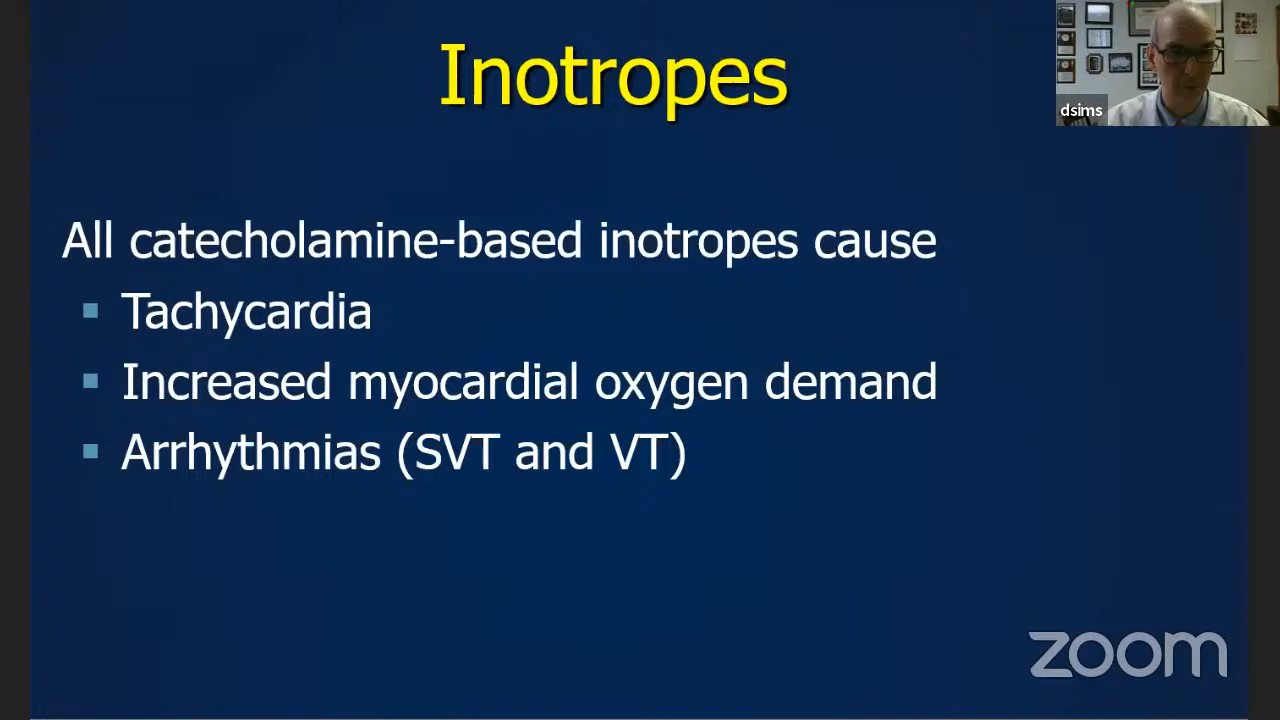 Inotropes
dsims
All catecholamine-based inotropes cause
Tachycardia
Increased myocardial oxygen demand
Arrhythmias (SVT and VT)
zoom